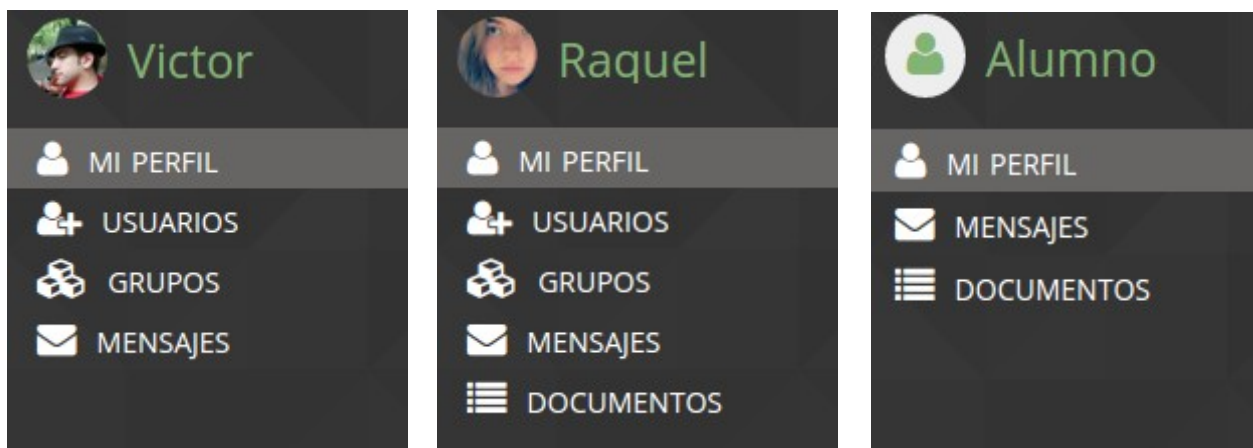 Victor
MI PERFIL
USUARIOS
GRUPOS
MENSAJES
Raquel
MI PERFIL
USUARIOS
GRUPOS
MENSAJES
DOCUMENTOS
Alumno
MI PERFIL
MENSAJES
DOCUMENTOS